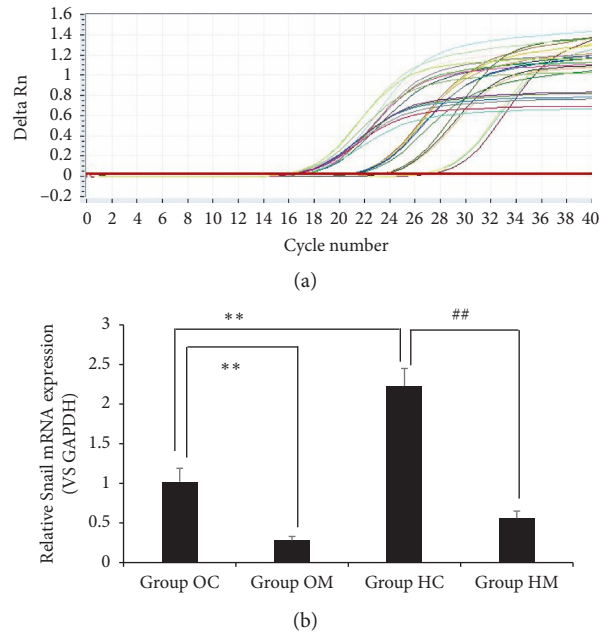 1.6
1.4
1.2
1
0.8
0.6
0.4
0.2
0
−0.2
Delta Rn
0 2 4 6 8 10 12 14 16 18 20 22 24 26 28 30 32 34 36 38 40
Cycle number
(a)
3
2.5
2
1.5
1
0.5
0
Relative Snail mRNA expression
(VS GAPDH)
**
**
##
Group OC Group OM Group HC Group HM
(b)